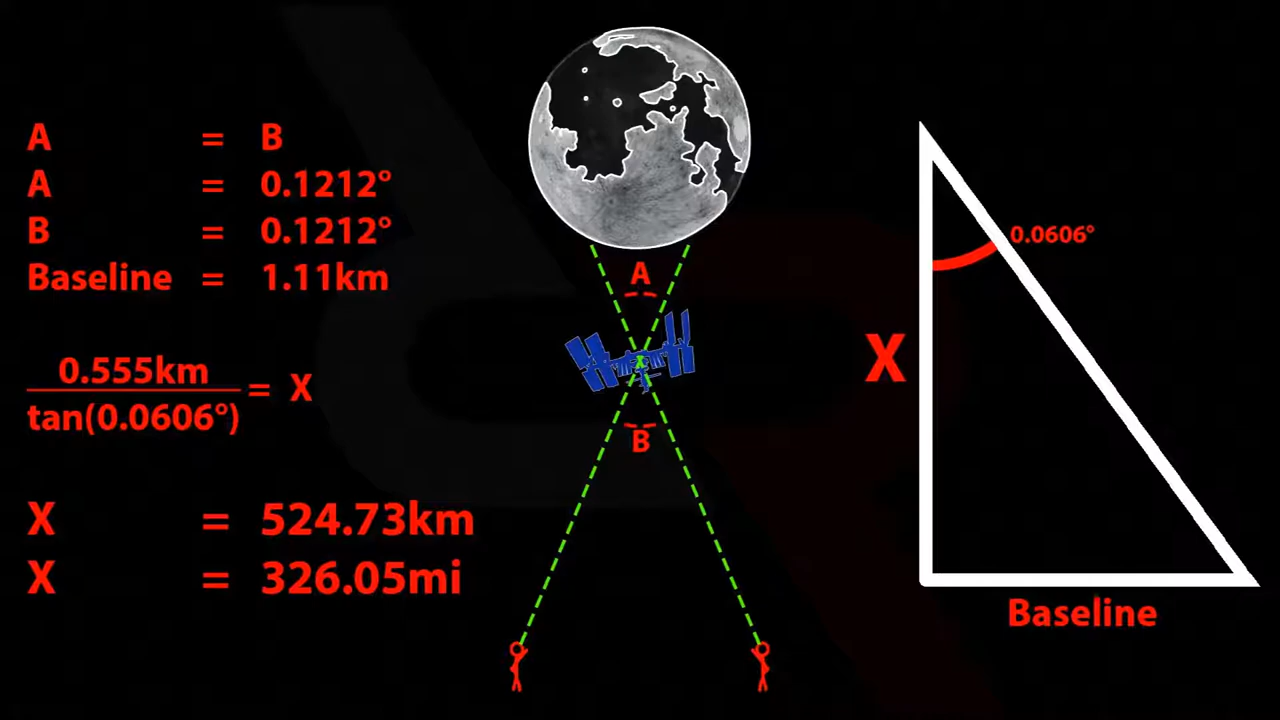 A = B
A = 0.1212°
B = 0.1212°
Baseline = 1.11km
0.555km
tan(0.0606°)
= X
X = 524.73km
X = 326.05mi
A
B
0.0606°
X
Baseline